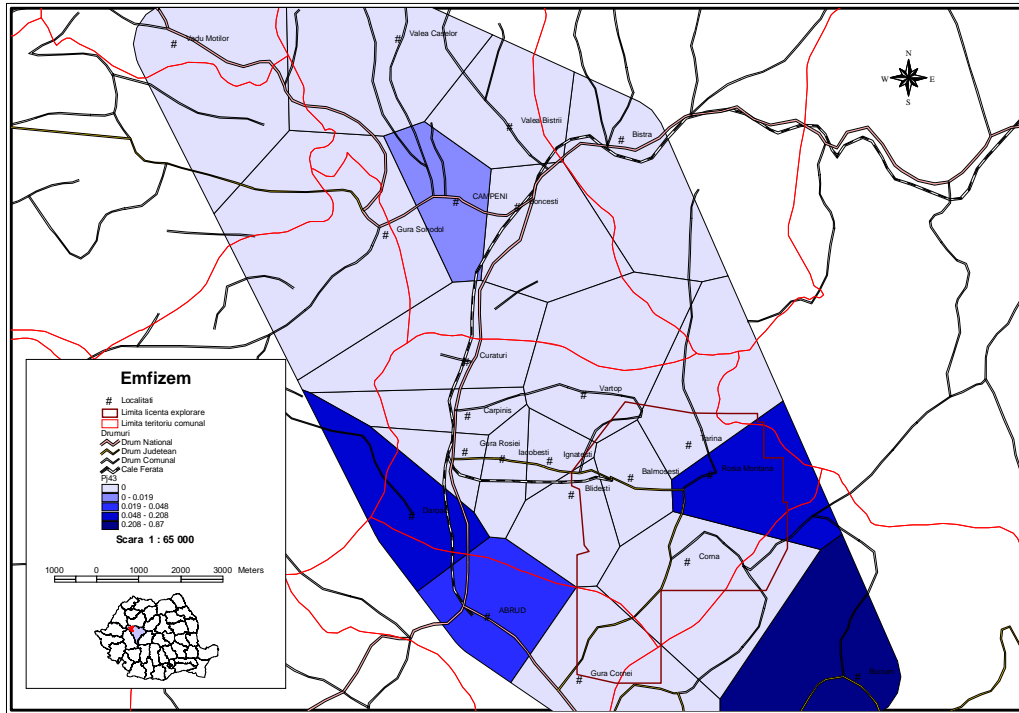 N
W E
S
Vadu Motilor
Valea Caselor
Valea Bistrii
Bistra
CAMPENI
Boncesti
Gura Sohodol
Curaturi
Vartop
Carpinis
Gura Rosiei
Iacobesti
Ignatesti
Tarina
Balmosesti
Rosia Montana
Blidesti
Corna
ABRUD
Gura Cornei
Emfizem
# Localitati
Limita licenta explorare
Limita teritoriu comunal
Drumuri
Drum National
Drum Judetean
Drum Comunal
Cale Ferata
Pj43
0
0 - 0.019
0.019 - 0.048
0.048 - 0.208
0.208 - 0.87
Scara 1 : 65 000
1000 0 1000 2000 3000 Meters